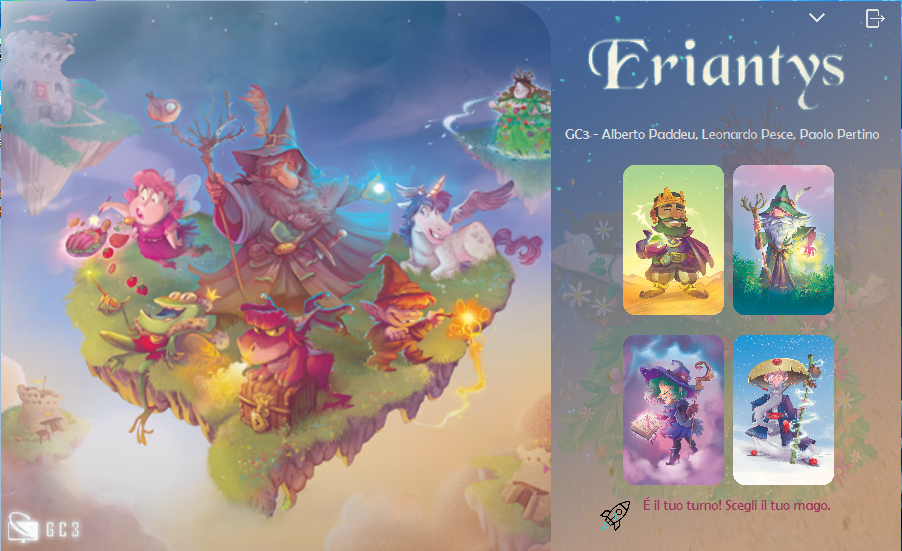 Eriantys
GC3 - Alberto Paddeu, Leonardo Pesce, Paolo Pertino
É il tuo turno! Scegli il tuo mago.
GC3